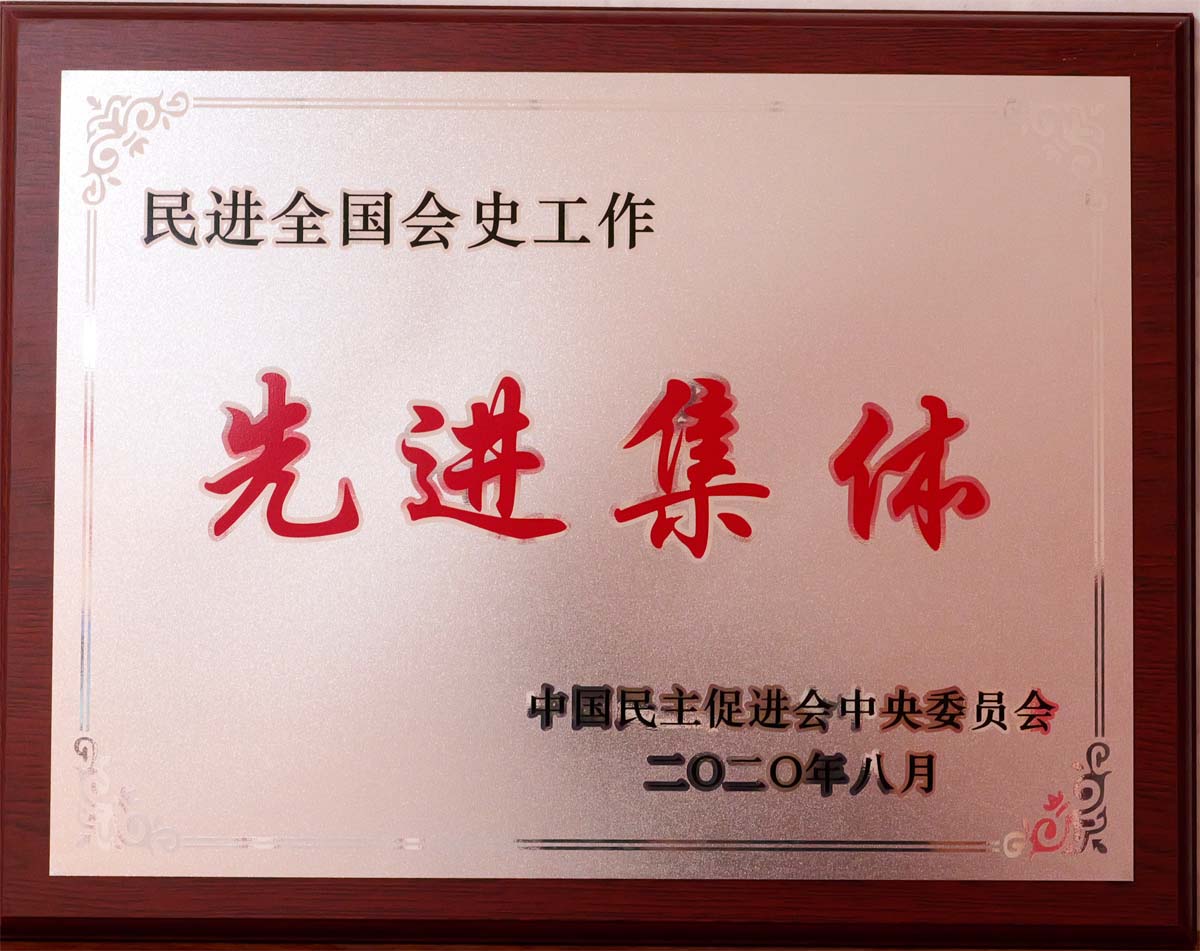 民进全国会史工作
先进集体
中国民主促进会中央委员会
二〇二〇年八月